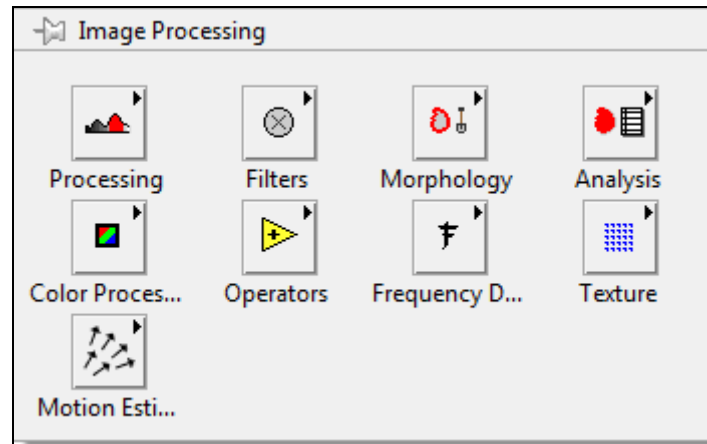 Image Processing
Processing Filters Morphology Analysis
Color Proces... Operators Frequency D... Texture
Motion Esti...